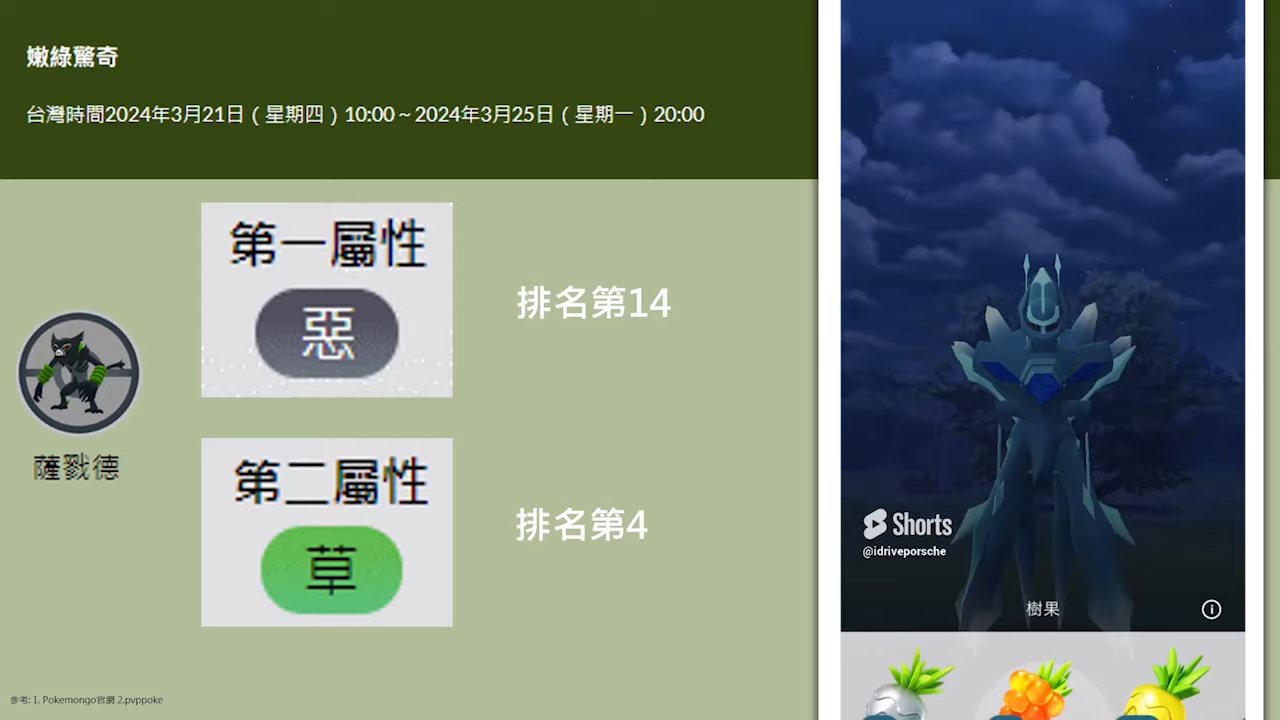 嫩綠驚奇
台灣時間2024年3月21日 ( 星期四 ) 10:00 ~ 2024年3月25日 ( 星期一 ) 20:00
第一屬性
惡
排名第14
薩戮德
第二屬性
草
排名第4
參考: 1. Pokemongo官網 2.pvppoke
Shorts
@idriveporsche
樹果